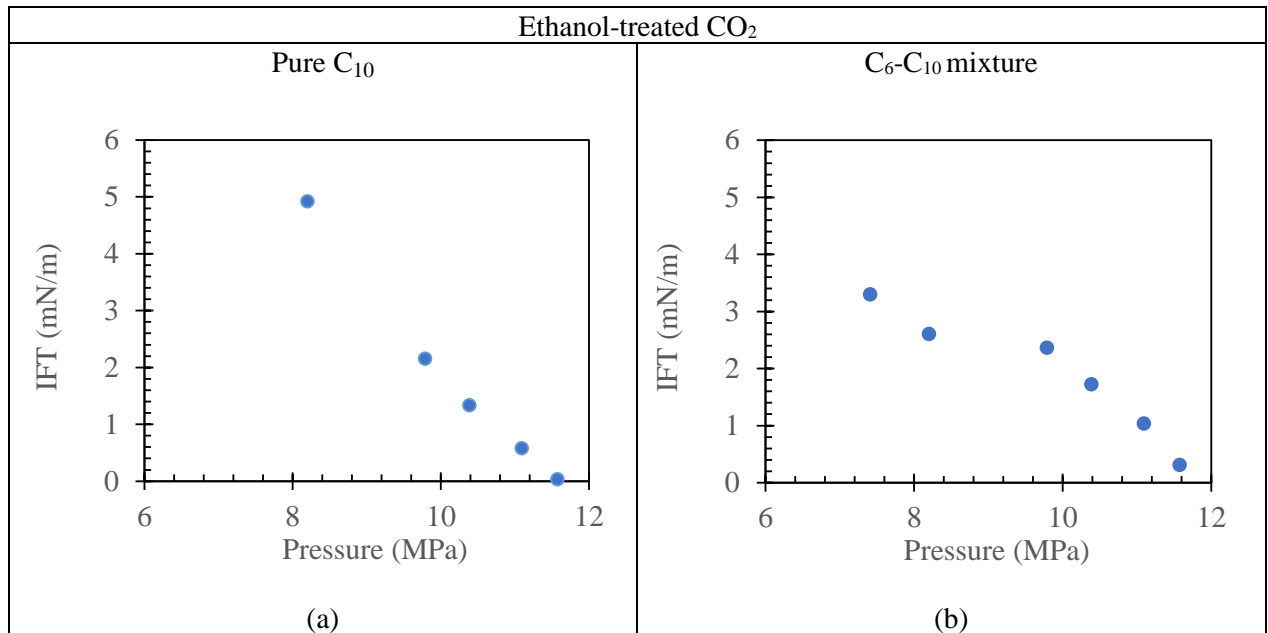 Ethanol-treated CO₂
Pure C₁₀
6
5
4
3
2
1
0
IFT (mN/m)
6 8 10 12
Pressure (MPa)
(a)
C₆-C₁₀ mixture
6
5
4
3
2
1
0
IFT (mN/m)
6 8 10 12
Pressure (MPa)
(b)